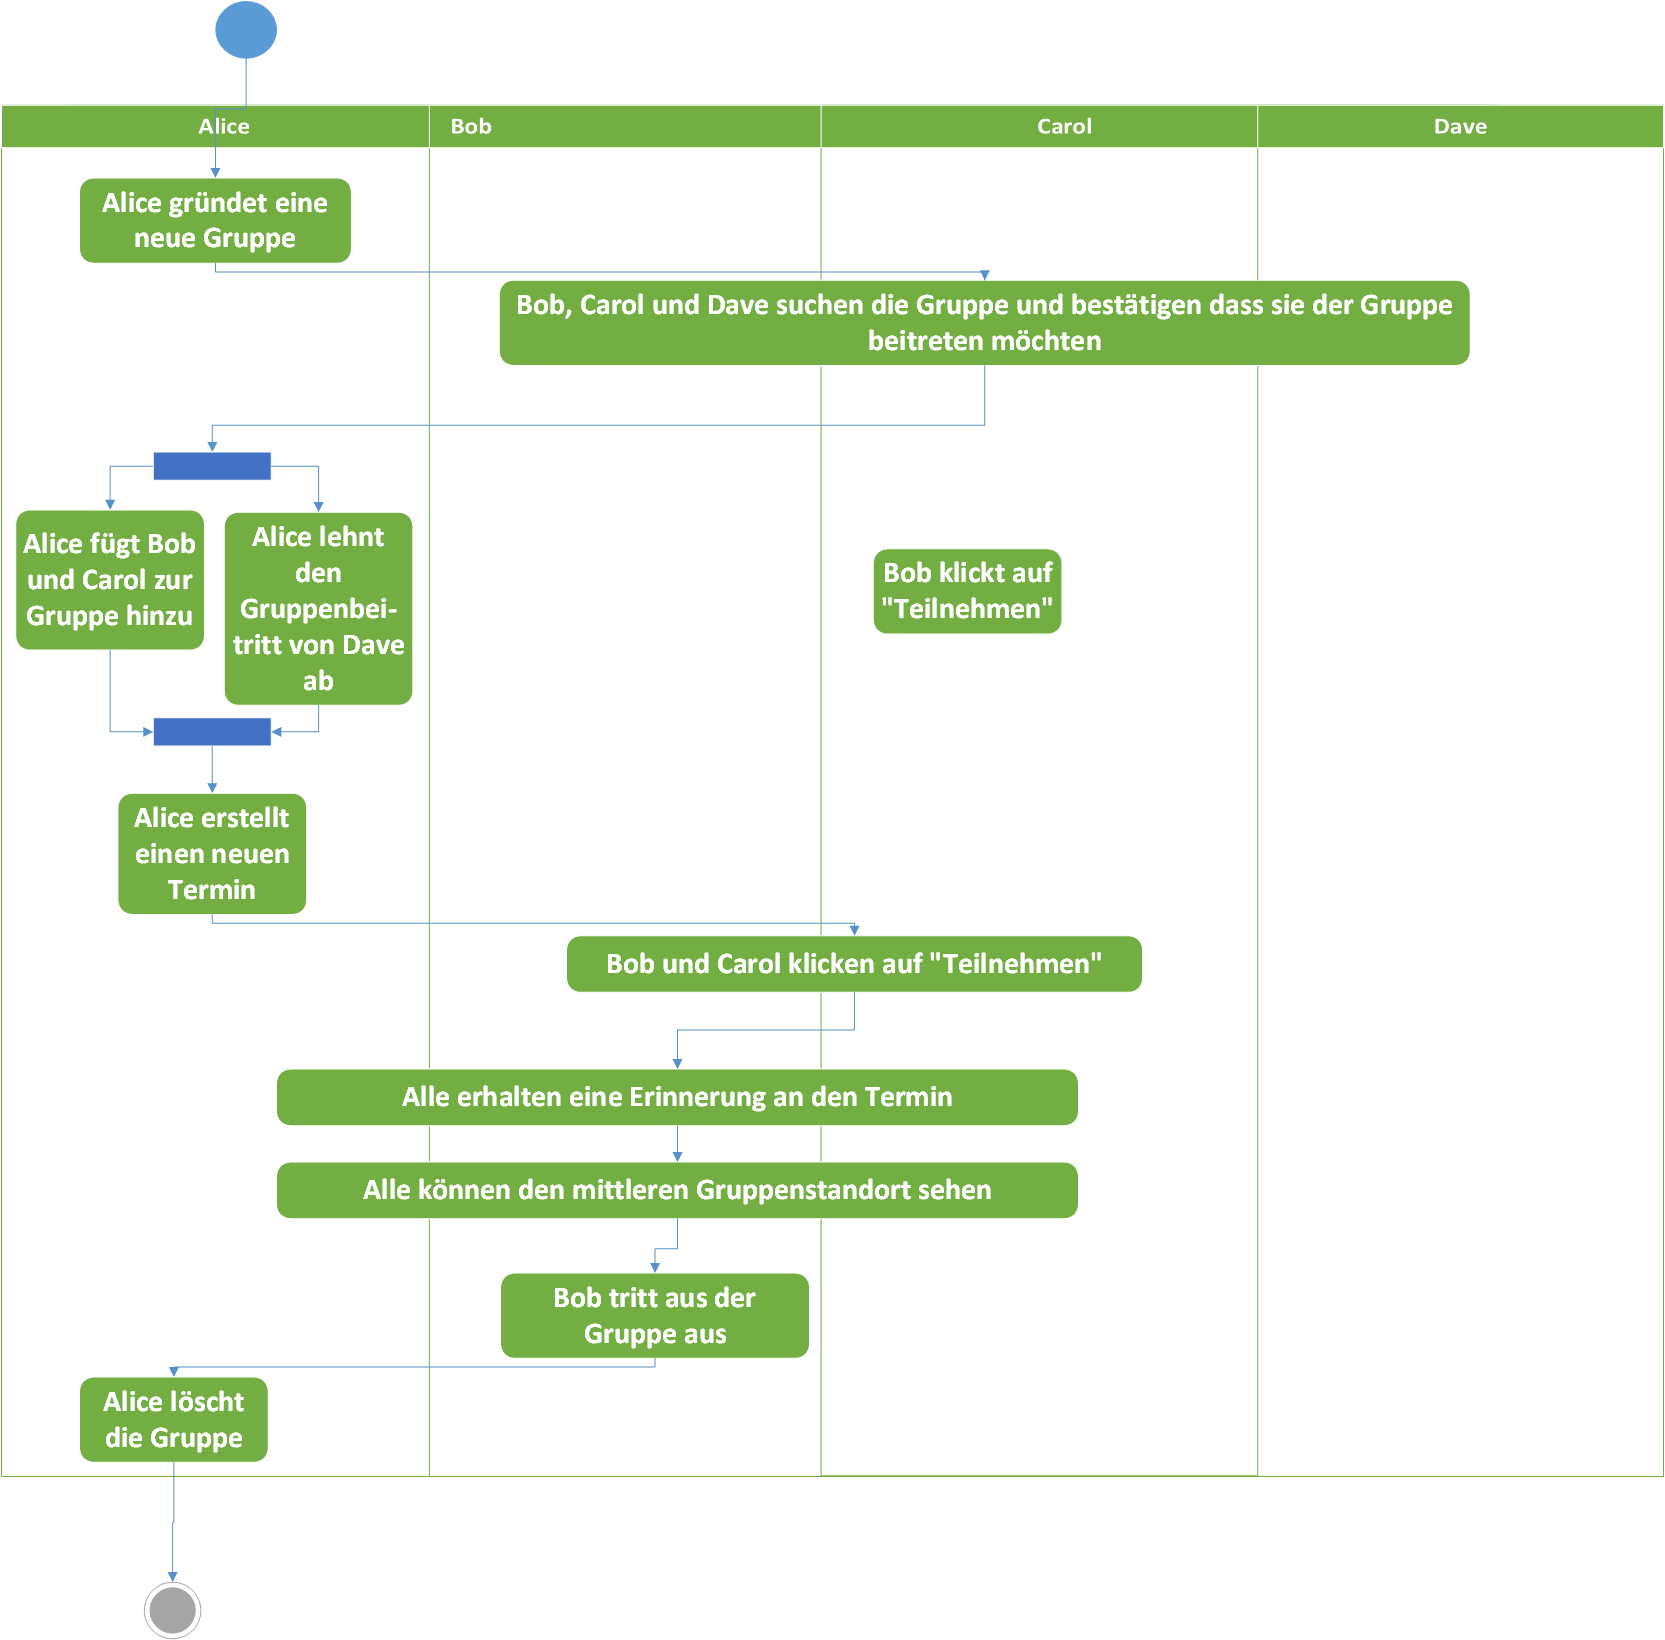 Alice
Bob
Carol
Dave
Alice gründet eine
neue Gruppe
Bob, Carol und Dave suchen die Gruppe und bestätigen dass sie der Gruppe
beitreten möchten
Alice fügt Bob
und Carol zur
Gruppe hinzu
Alice lehnt
den
Gruppenbei-
tritt von Dave
ab
Bob klickt auf
"Teilnehmen"
Alice erstellt
einen neuen
Termin
Bob und Carol klicken auf "Teilnehmen"
Alle erhalten eine Erinnerung an den Termin
Alle können den mittleren Gruppenstandort sehen
Bob tritt aus der
Gruppe aus
Alice löscht
die Gruppe